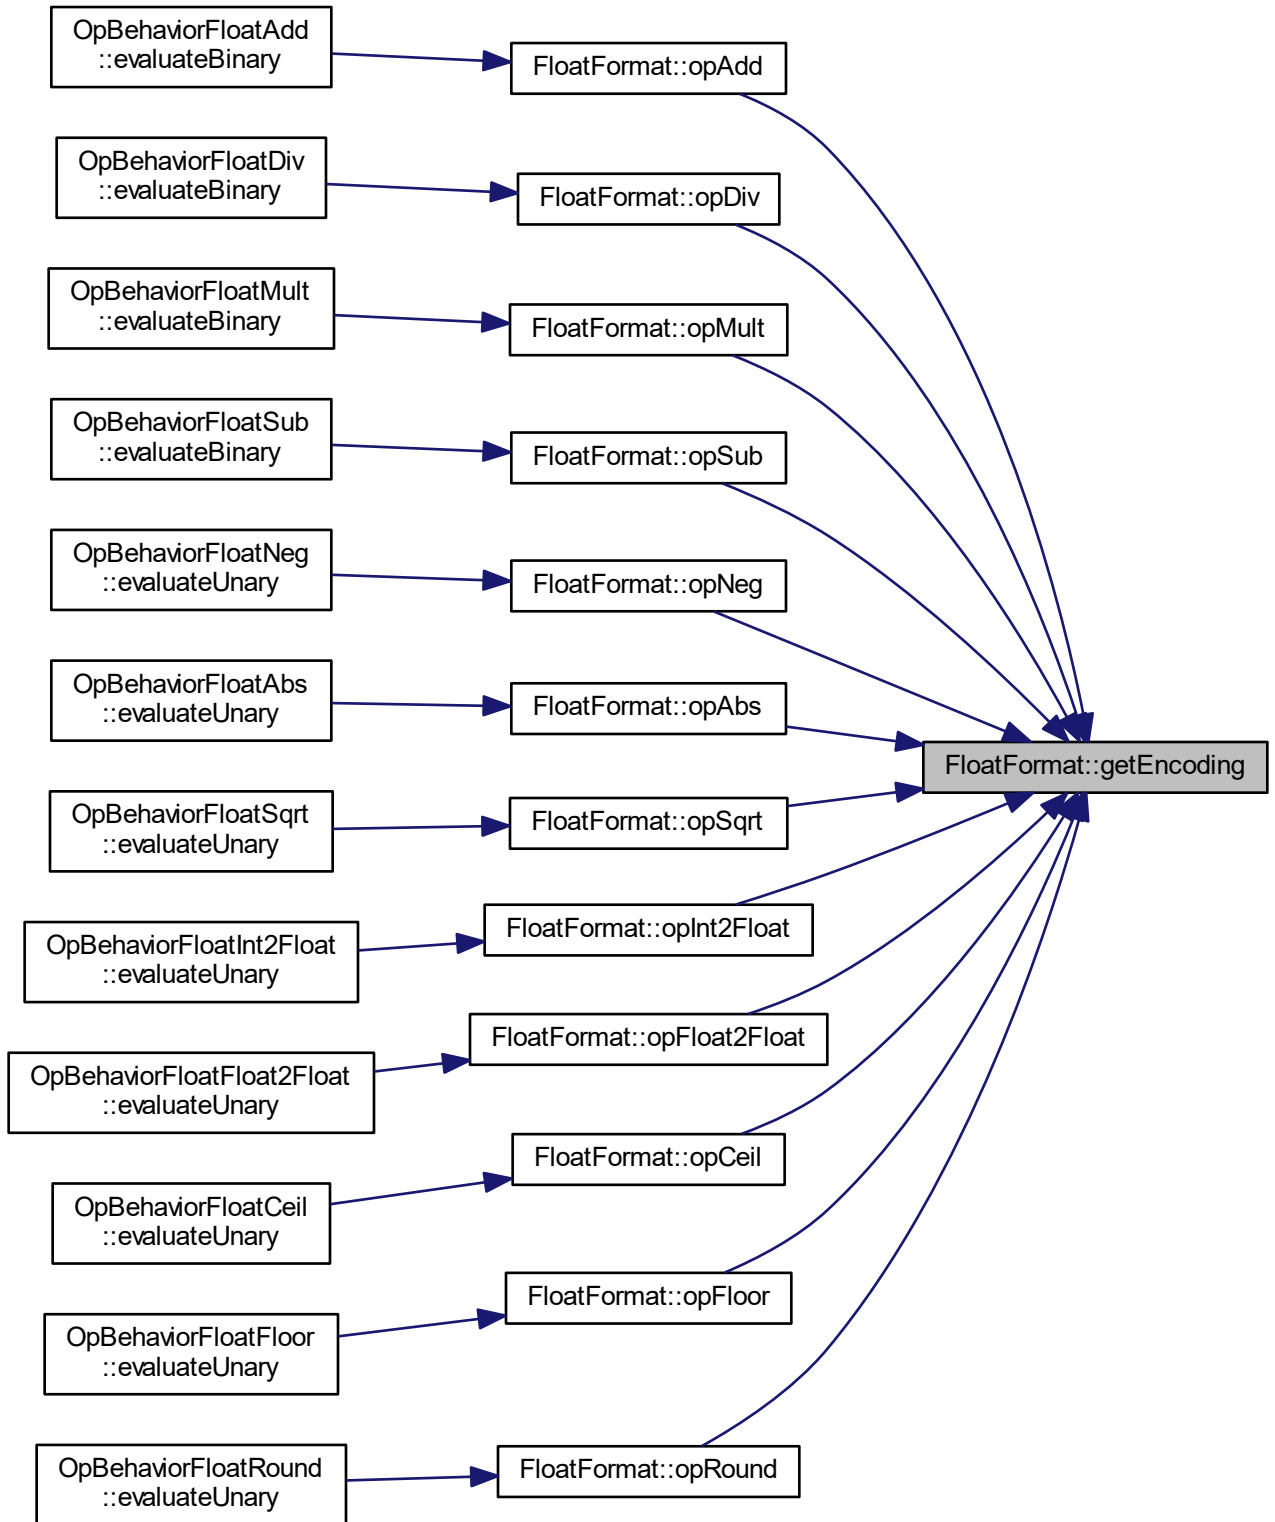 OpBehaviorFloatAdd
::evaluateBinary
FloatFormat::opAdd
OpBehaviorFloatDiv
::evaluateBinary
FloatFormat::opDiv
OpBehaviorFloatMult
::evaluateBinary
FloatFormat::opMult
OpBehaviorFloatSub
::evaluateBinary
FloatFormat::opSub
OpBehaviorFloatNeg
::evaluateUnary
FloatFormat::opNeg
OpBehaviorFloatAbs
::evaluateUnary
FloatFormat::opAbs
FloatFormat::getEncoding
OpBehaviorFloatSqrt
::evaluateUnary
FloatFormat::opSqrt
OpBehaviorFloatInt2Float
::evaluateUnary
FloatFormat::opInt2Float
OpBehaviorFloatFloat2Float
::evaluateUnary
FloatFormat::opFloat2Float
OpBehaviorFloatCeil
::evaluateUnary
FloatFormat::opCeil
OpBehaviorFloatFloor
::evaluateUnary
FloatFormat::opFloor
OpBehaviorFloatRound
::evaluateUnary
FloatFormat::opRound